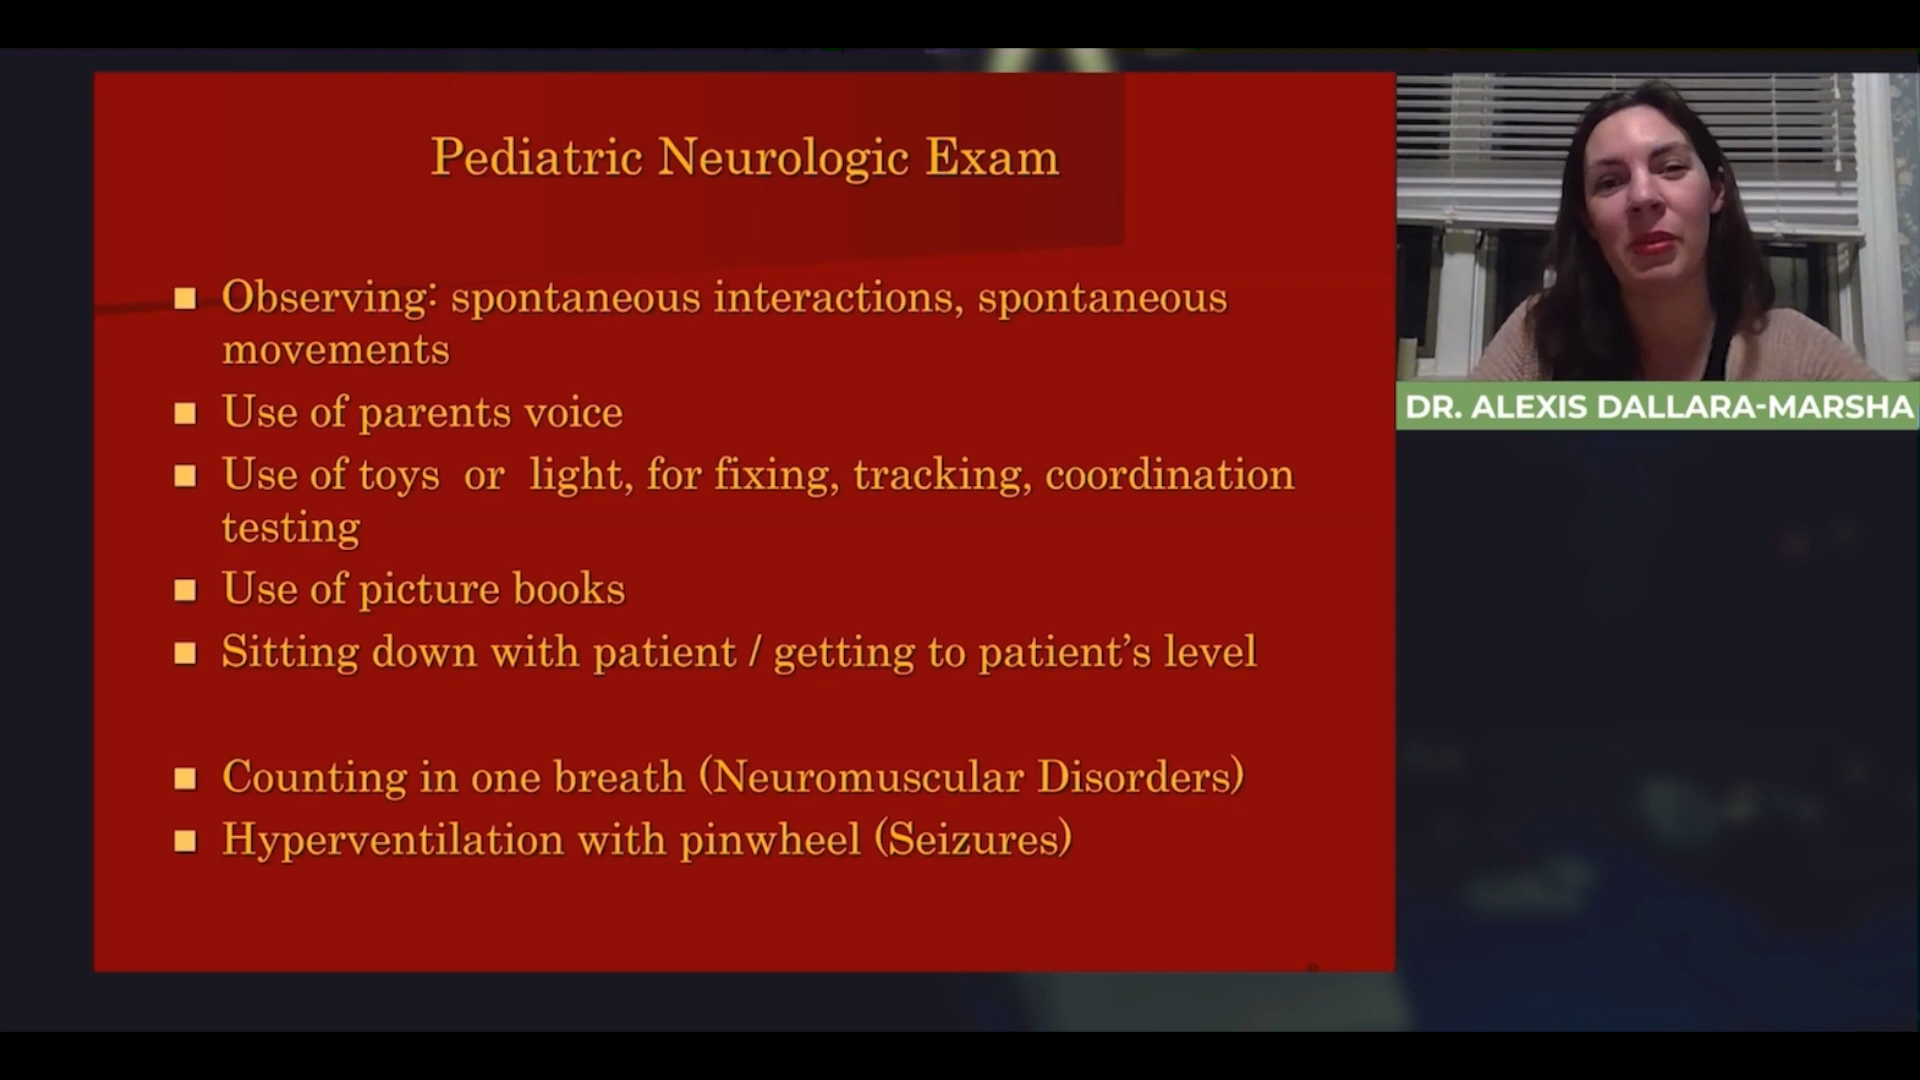 Pediatric Neurologic Exam
■ Observing: spontaneous interactions, spontaneous
movements
■ Use of parents voice
■ Use of toys or light, for fixing, tracking, coordination
testing
■ Use of picture books
■ Sitting down with patient / getting to patient’s level
■ Counting in one breath (Neuromuscular Disorders)
■ Hyperventilation with pinwheel (Seizures)
DR. ALEXIS DALLARA-MARSHA